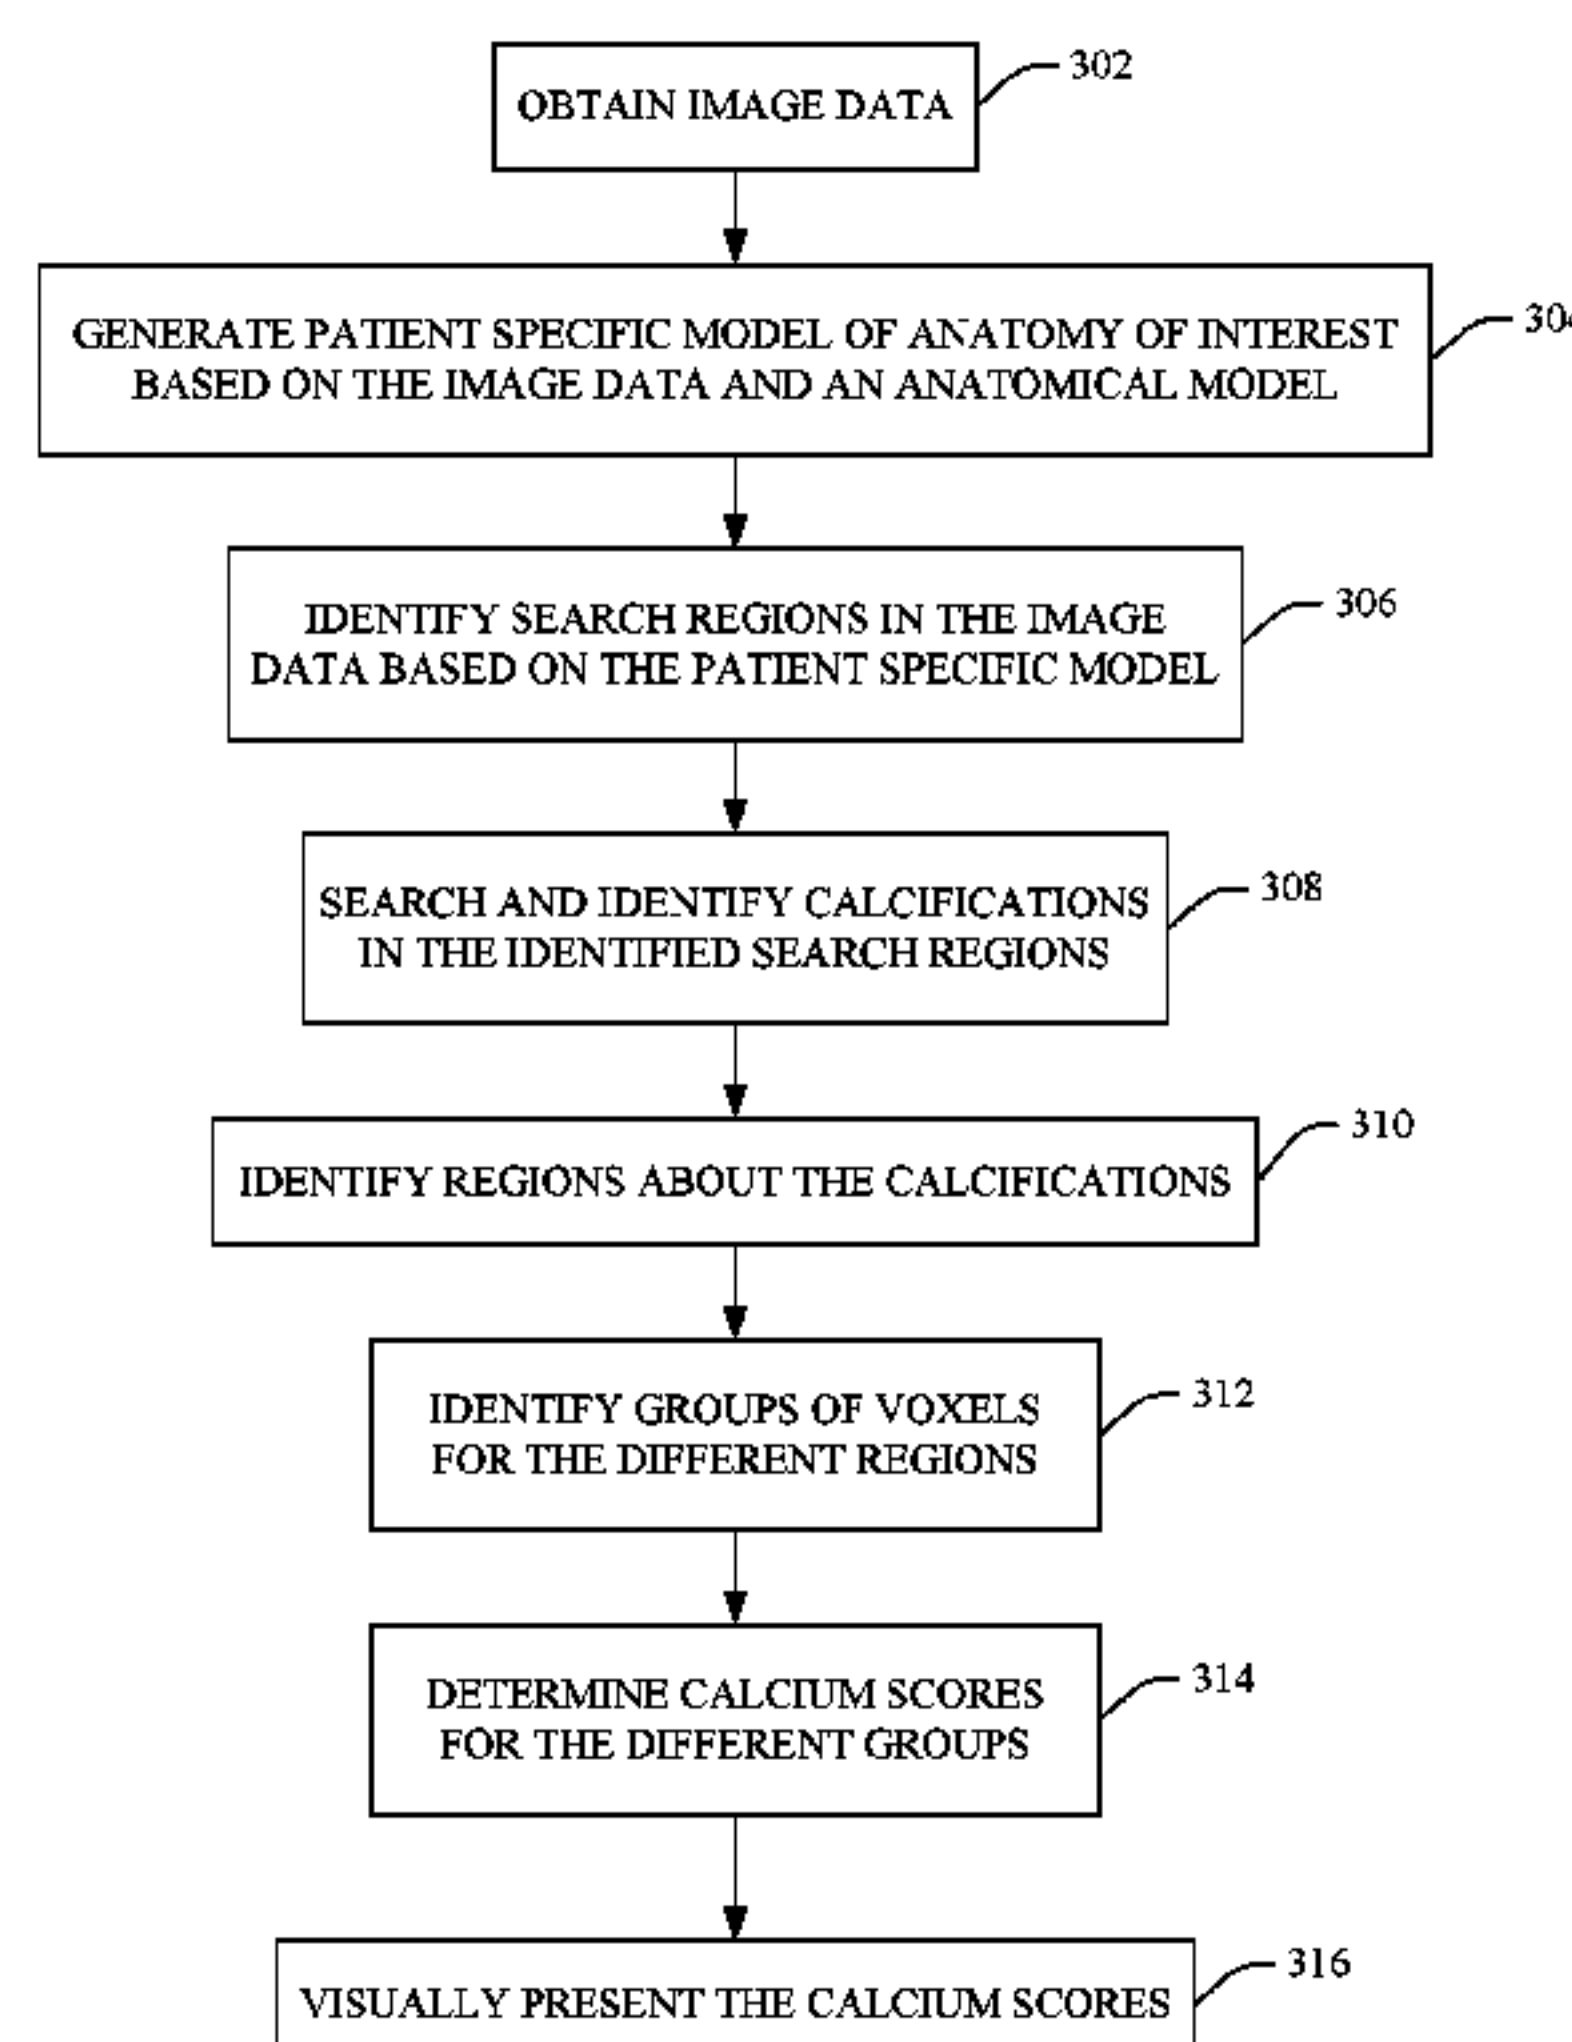 OBTAIN IMAGE DATA
302
GENERATE PATIENT SPECIFIC MODEL OF ANATOMY OF INTEREST
BASED ON THE IMAGE DATA AND AN ANATOMICAL MODEL
IDENTIFY SEARCH REGIONS IN THE IMAGE
DATA BASED ON THE PATIENT SPECIFIC MODEL
306
SEARCH AND IDENTIFY CALCIFICATIONS
IN THE IDENTIFIED SEARCH REGIONS
308
IDENTIFY REGIONS ABOUT THE CALCIFICATIONS
310
IDENTIFY GROUPS OF VOXELS
FOR THE DIFFERENT REGIONS
312
DETERMINE CALCIUM SCORES
FOR THE DIFFERENT GROUPS
314
VISUALLY PRESENT THE CALCIUM SCORES
316